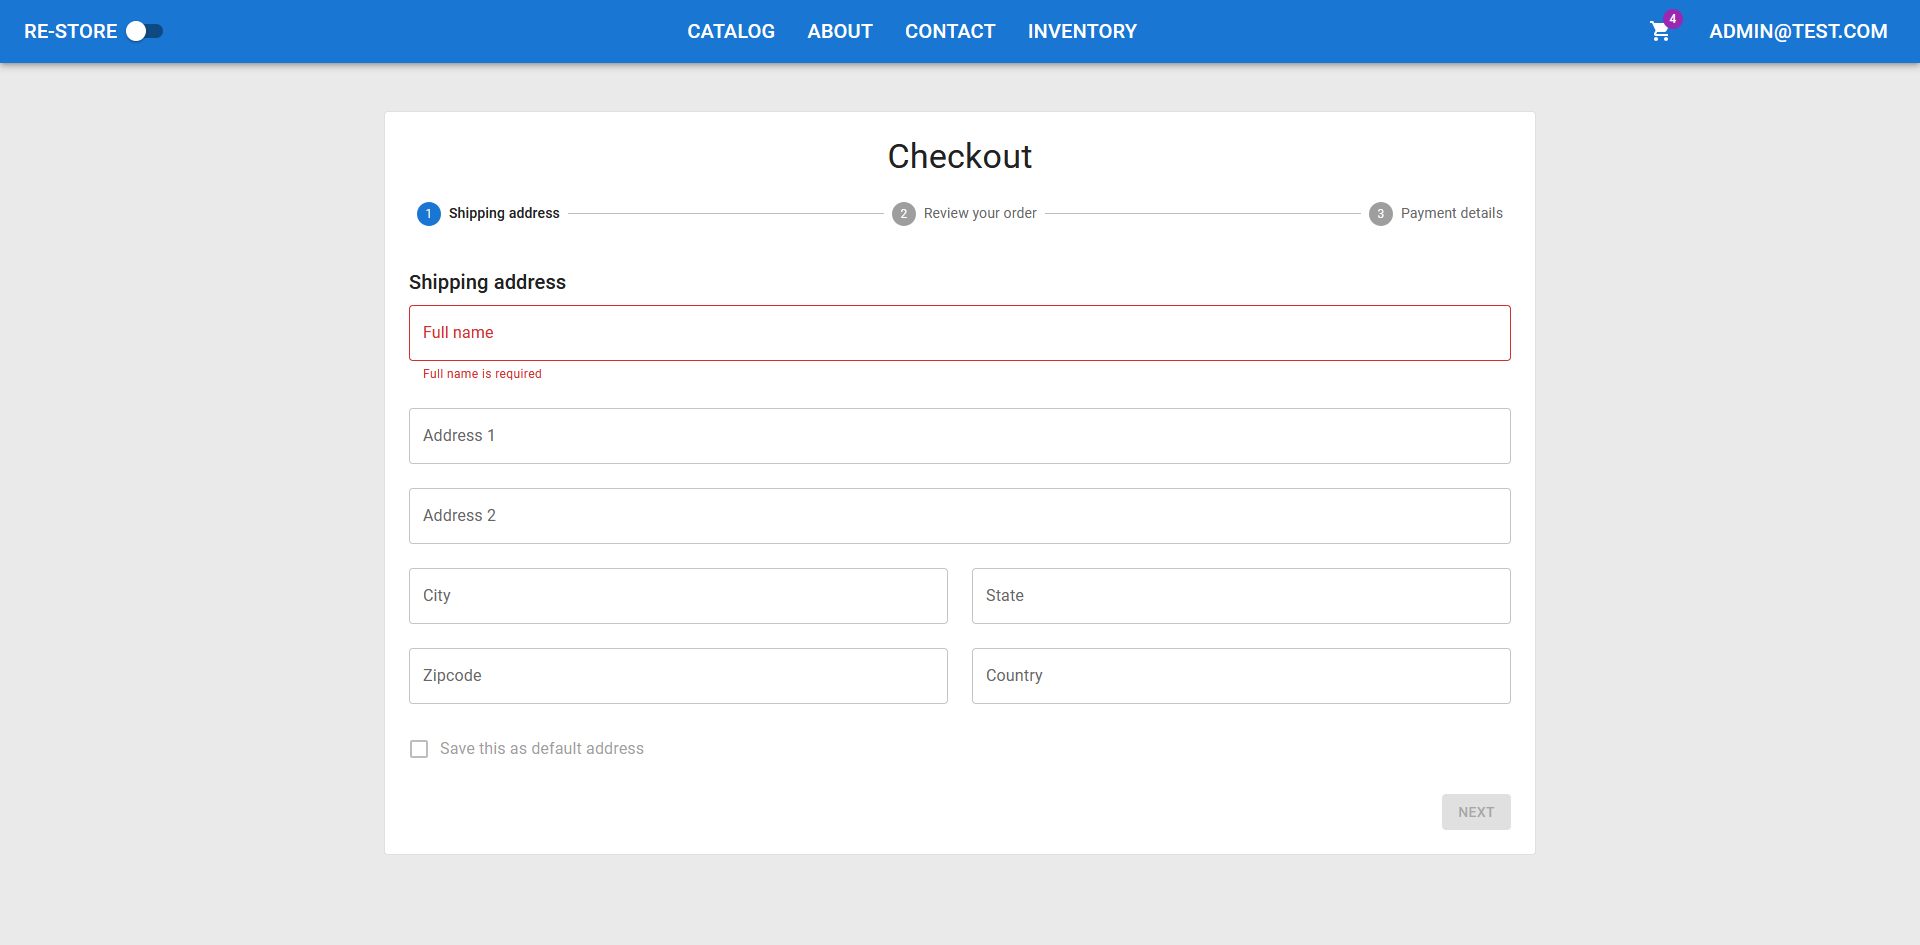 RE-STORE
CATALOG ABOUT CONTACT INVENTORY
4
ADMIN@TEST.COM
Checkout
1 Shipping address
2 Review your order
3 Payment details
Shipping address
Full name
Full name is required
Address 1
Address 2
City
State
Zipcode
Country
Save this as default address
NEXT